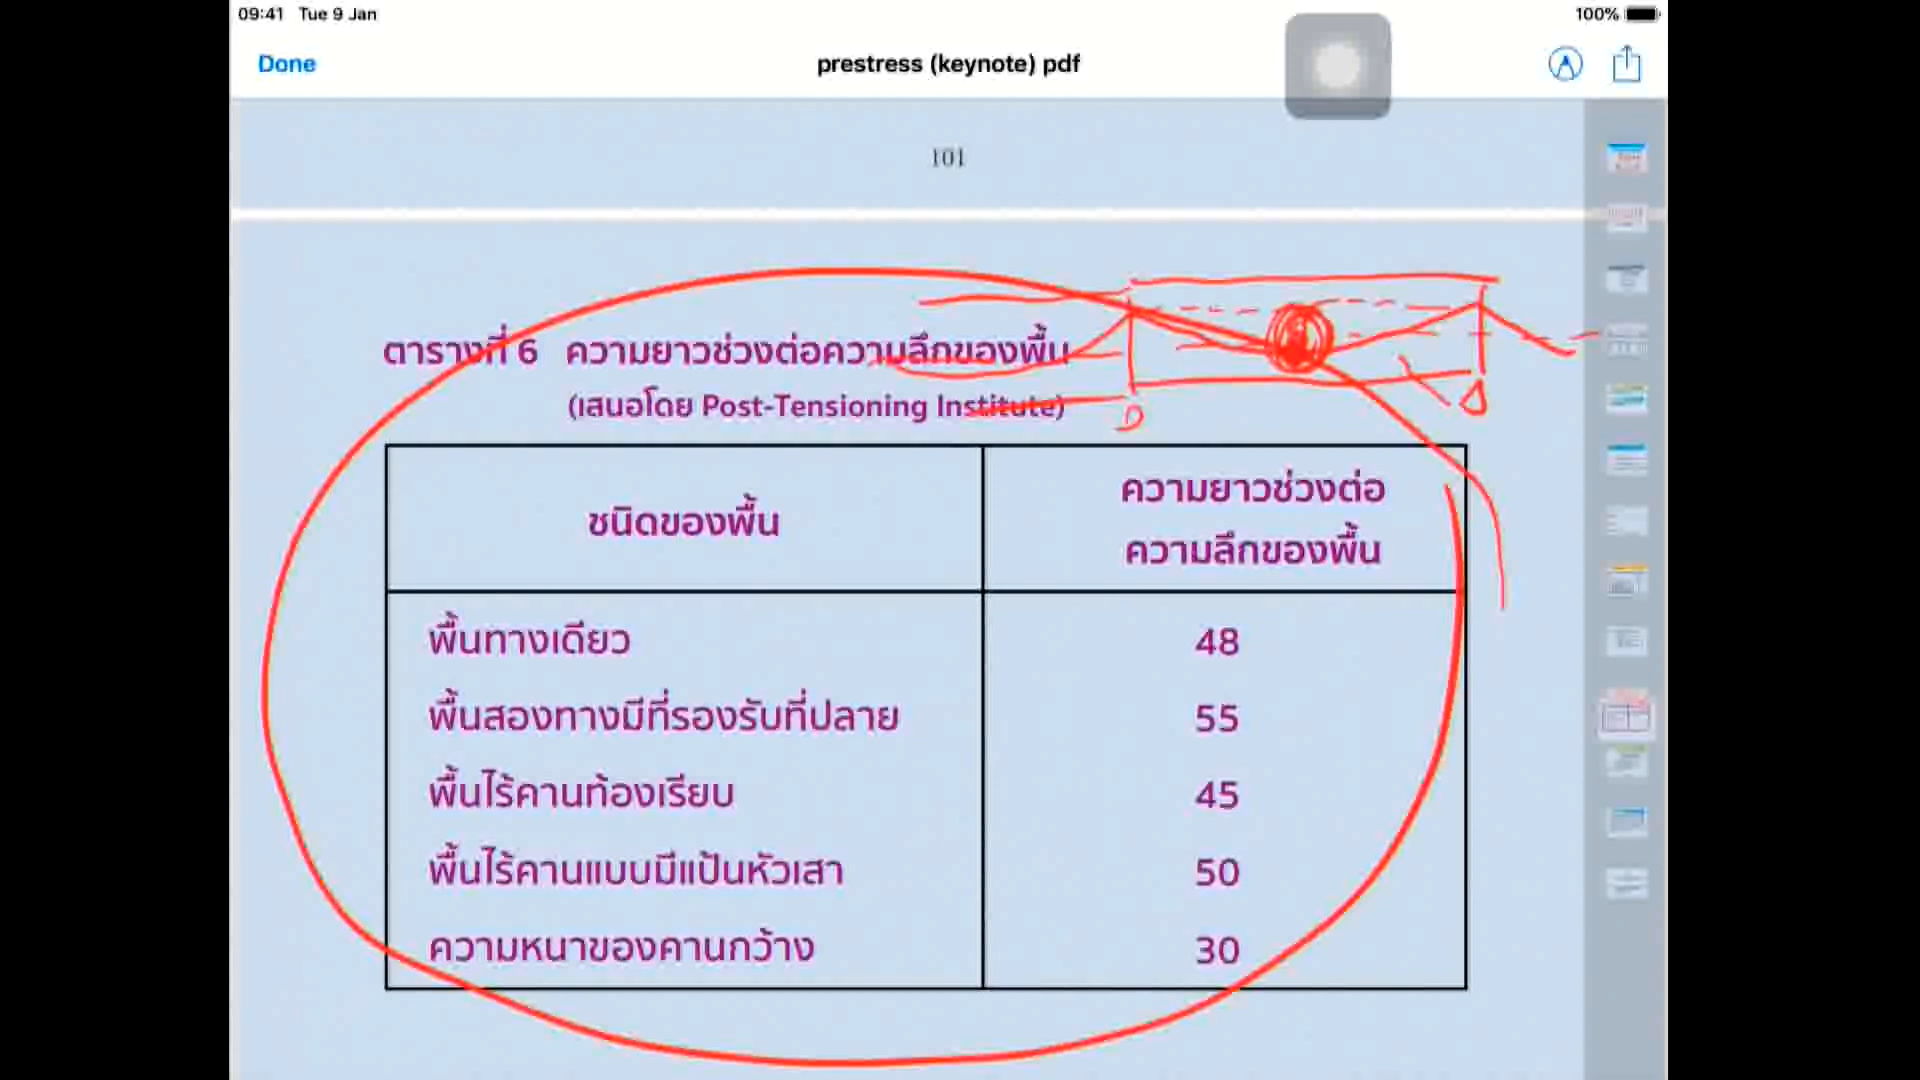 09:41 Tue 9 Jan
100%
Done
prestress (keynote) pdf
101
ตารางที่ 6 ความยาวช่วงต่อความลึกของพื้น
(เสนอโดย Post-Tensioning Institute)
ชนิดของพื้น
ความยาวช่วงต่อ
ความลึกของพื้น
พื้นทางเดียว 48
พื้นสองทางมีที่รองรับที่ปลาย 55
พื้นไร้คานท้องเรียบ 45
พื้นไร้คานแบบมีแป้นหัวเสา 50
ความหนาของคานกว้าง 30